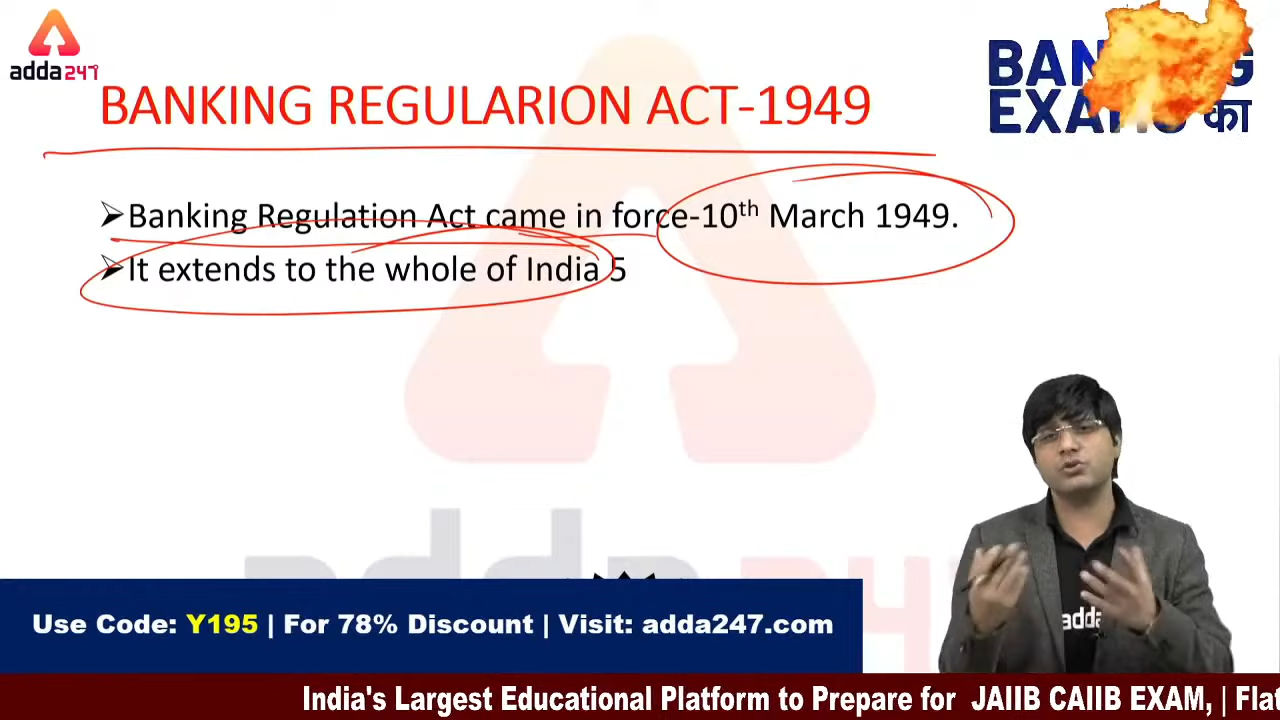 adda247
BANKING REGULARION ACT-1949
➢Banking Regulation Act came in force-10th March 1949.
➢It extends to the whole of India 5
EXAMS का
adda247
adda
Use Code: Y195 | For 78% Discount | Visit: adda247.com
India's Largest Educational Platform to Prepare for JAIIB CAIIB EXAM, | Flat